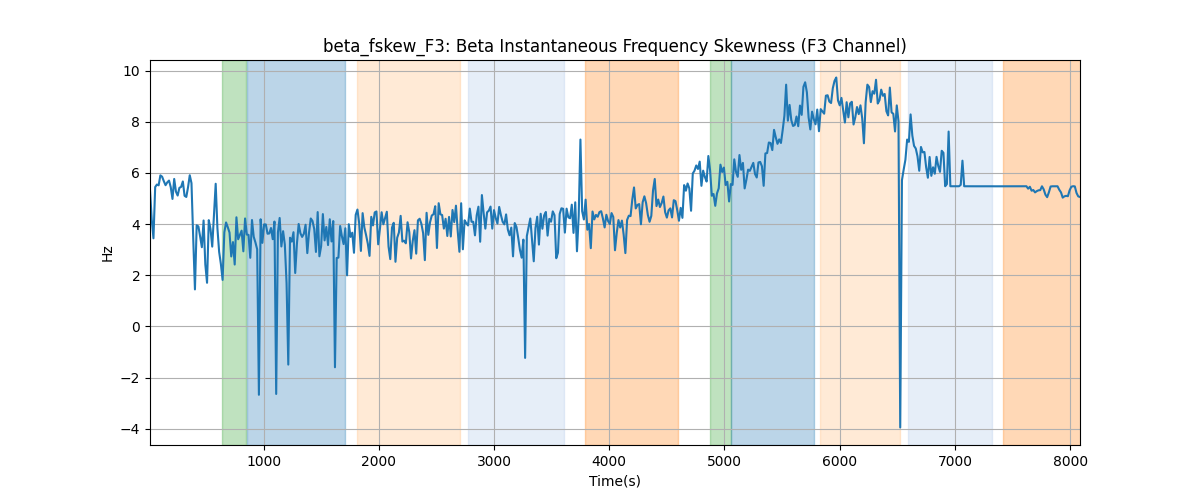 beta_fskew_F3: Beta Instantaneous Frequency Skewness (F3 Channel)
10
8
6
4
2
0
−2
−4
Hz
1000 2000 3000 4000 5000 6000 7000 8000
Time(s)